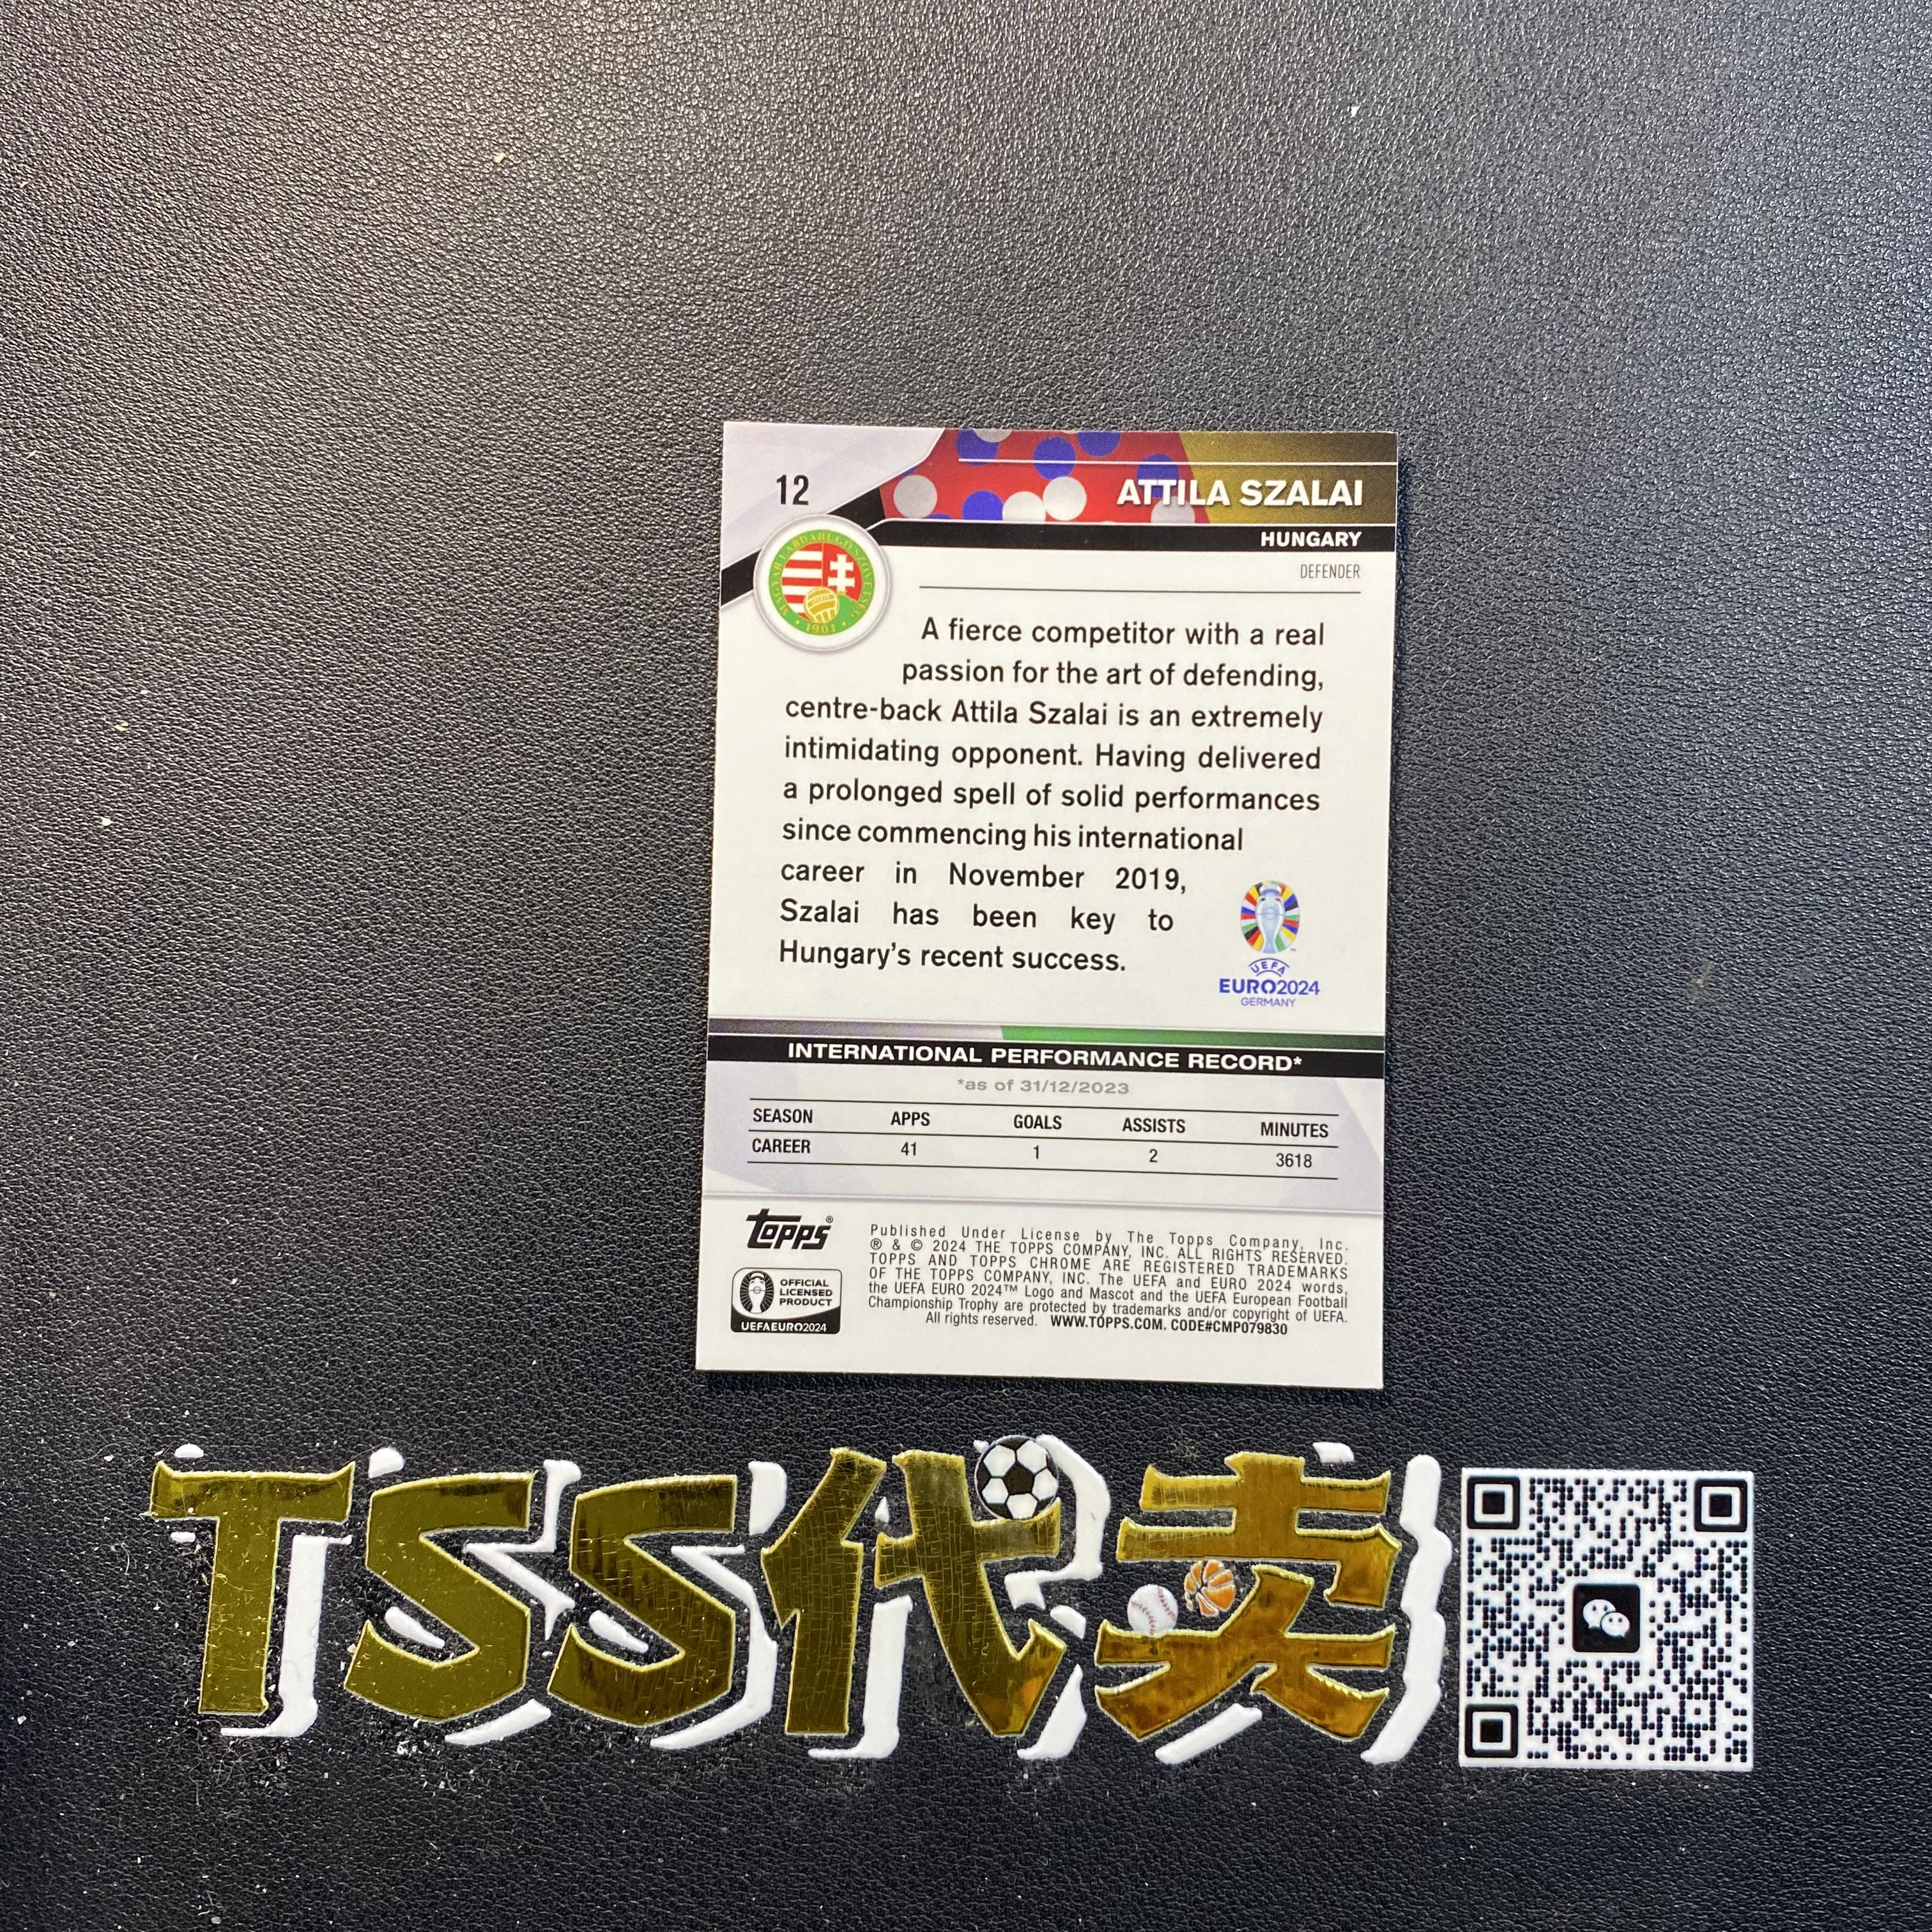 12
ATTILA SZALAI
HUNGARY
DEFENDER
MAGYAR LABDARUGÓ SZÖVETSÉG
1901
A fierce competitor with a real
passion for the art of defending,
centre-back Attila Szalai is an extremely
intimidating opponent. Having delivered
a prolonged spell of solid performances
since commencing his international
career in November 2019,
Szalai has been key to
Hungary's recent success.
UEFA
EURO2024
GERMANY
INTERNATIONAL PERFORMANCE RECORD*
*as of 31/12/2023
SEASON APPS GOALS ASSISTS MINUTES
CAREER 41 1 2 3618
topps®
OFFICIAL
LICENSED
PRODUCT
UEFA EURO2024
Published Under License by The Topps Company, Inc.
® & © 2024 THE TOPPS COMPANY, INC. ALL RIGHTS RESERVED.
TOPPS AND TOPPS CHROME ARE REGISTERED TRADEMARKS
OF THE TOPPS COMPANY, INC. The UEFA and EURO 2024 words,
the UEFA EURO 2024™ Logo and Mascot and the UEFA European Football
Championship Trophy are protected by trademarks and/or copyright of UEFA.
All rights reserved. WWW.TOPPS.COM. CODE#CMP079830
TSS代卖